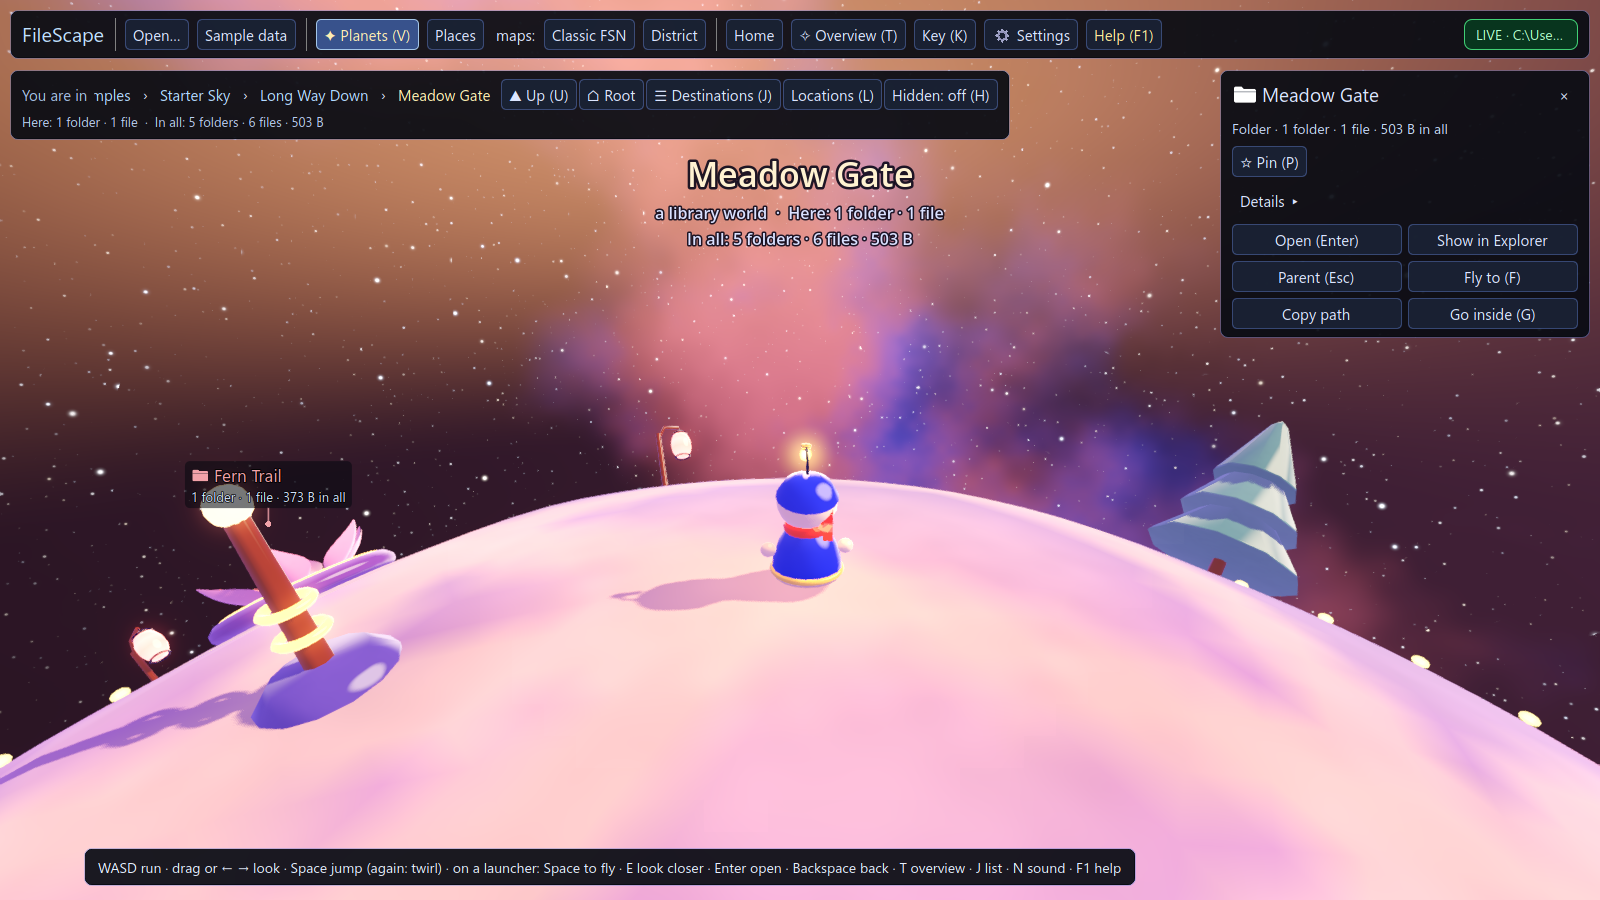 FileScape Open... Sample data ✦ Planets (V) Places maps: Classic FSN District Home ✧ Overview (T) Key (K) Settings Help (F1) LIVE · C:\Use...
You are in mples › Starter Sky › Long Way Down › Meadow Gate ▲ Up (U) Root ☰ Destinations (J) Locations (L) Hidden: off (H)
Here: 1 folder · 1 file · In all: 5 folders · 6 files · 503 B
Meadow Gate ×
Folder · 1 folder · 1 file · 503 B in all
☆ Pin (P)
Details ▸
Open (Enter) Show in Explorer
Parent (Esc) Fly to (F)
Copy path Go inside (G)
Meadow Gate
a library world · Here: 1 folder · 1 file
In all: 5 folders · 6 files · 503 B
Fern Trail
1 folder · 1 file · 373 B in all
WASD run · drag or ← → look · Space jump (again: twirl) · on a launcher: Space to fly · E look closer · Enter open · Backspace back · T overview · J list · N sound · F1 help